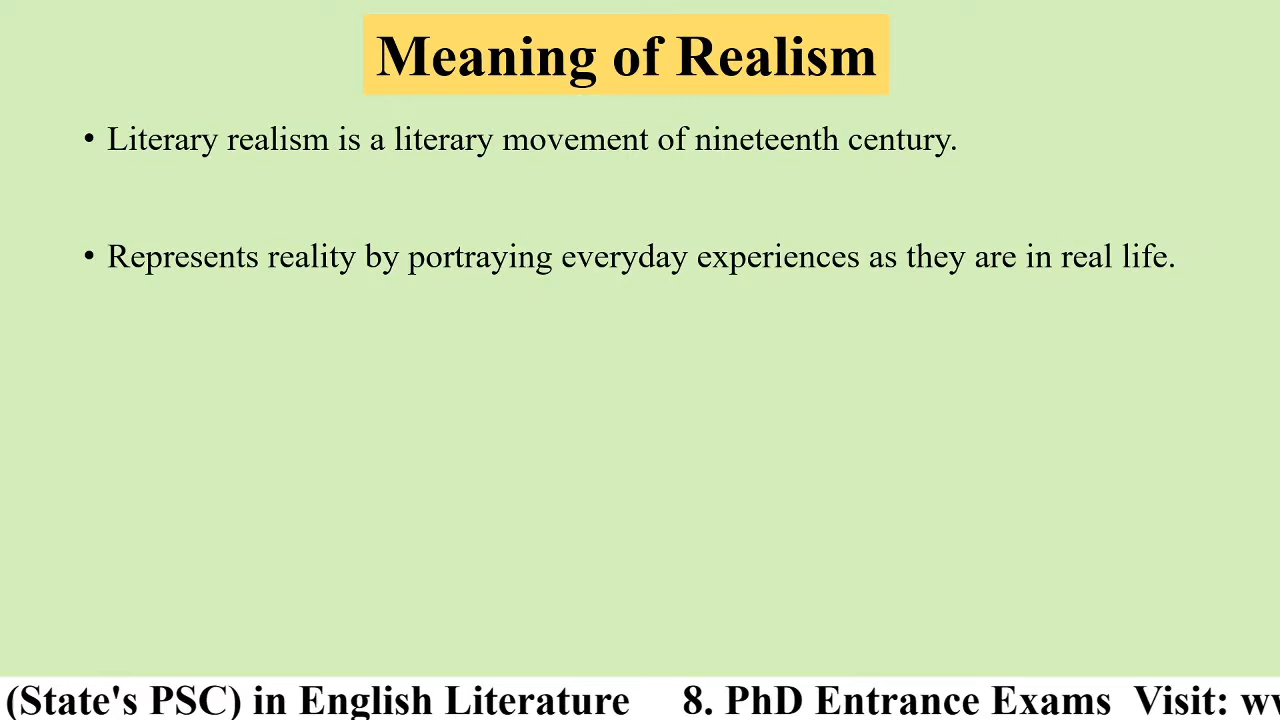 Meaning of Realism
• Literary realism is a literary movement of nineteenth century.
• Represents reality by portraying everyday experiences as they are in real life.
(State's PSC) in English Literature 8. PhD Entrance Exams Visit: